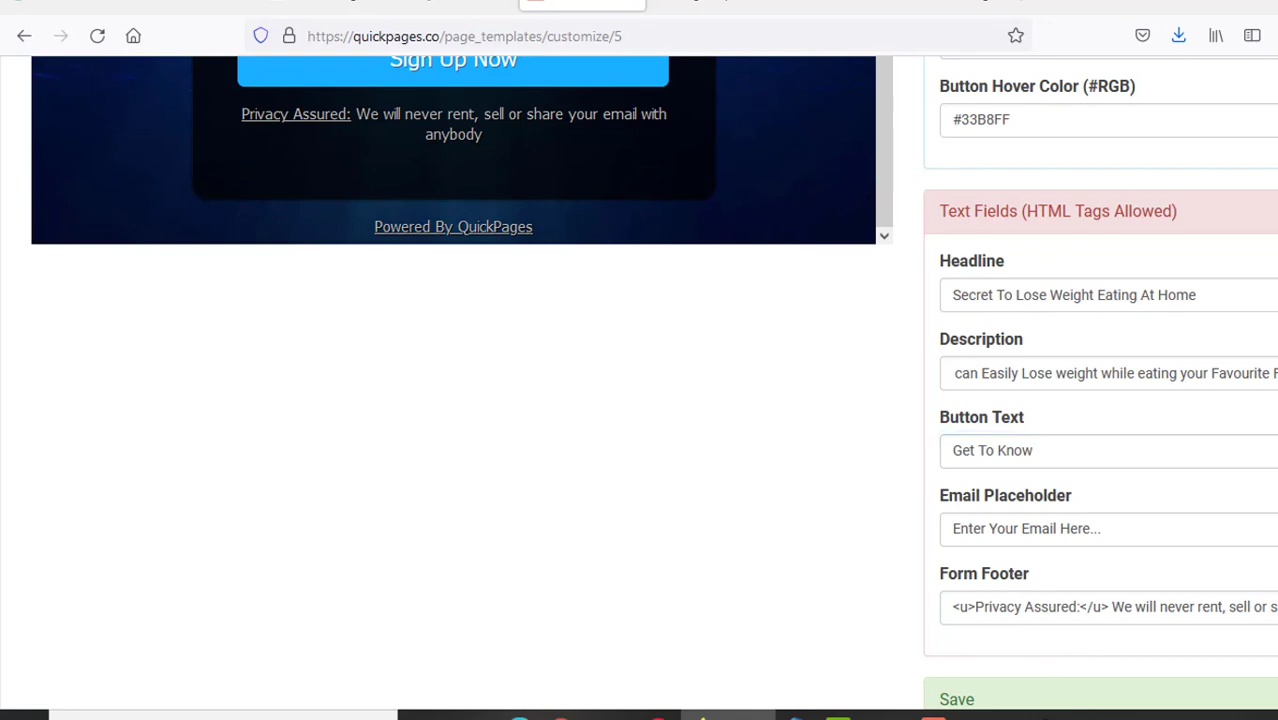 https://quickpages.co/page_templates/customize/5
Sign Up Now
Privacy Assured: We will never rent, sell or share your email with
anybody
Powered By QuickPages
Button Hover Color (#RGB)
#33B8FF
Text Fields (HTML Tags Allowed)
Headline
Secret To Lose Weight Eating At Home
Description
can Easily Lose weight while eating your Favourite F
Button Text
Get To Know
Email Placeholder
Enter Your Email Here...
Form Footer
<u>Privacy Assured:</u> We will never rent, sell or s
Save